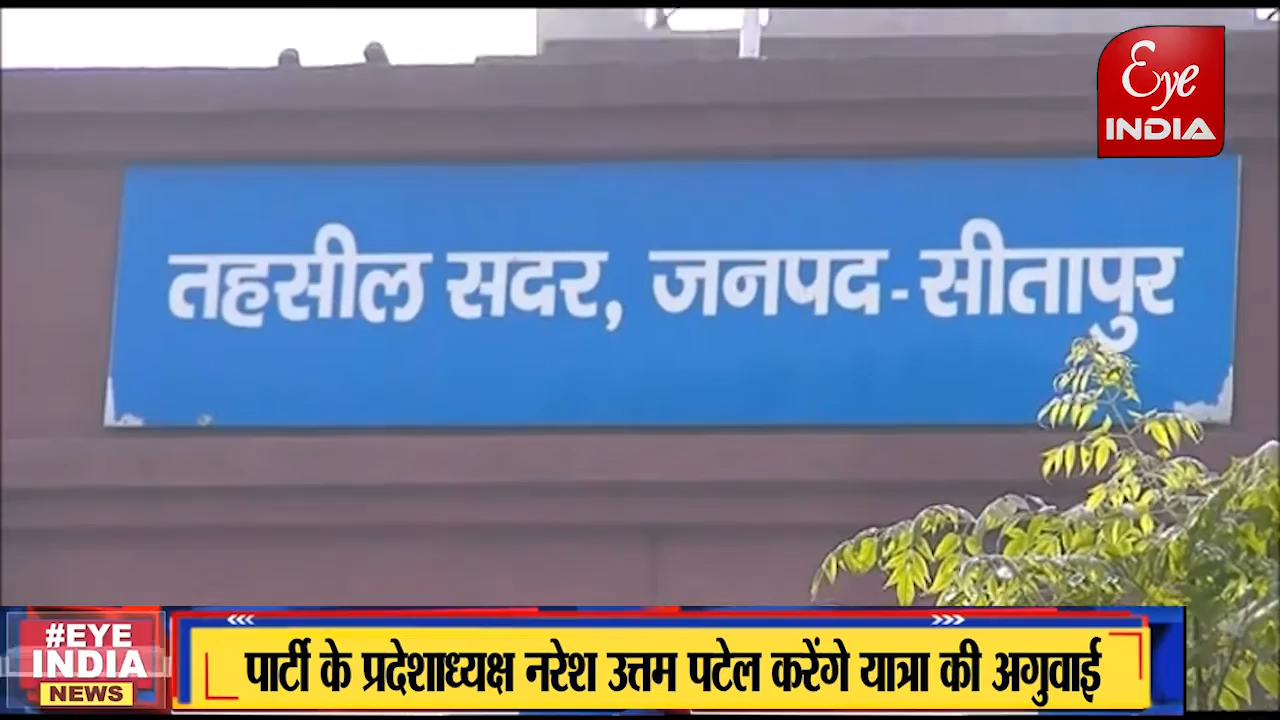 Eye
INDIA
तहसील सदर, जनपद - सीतापुर
#EYE
INDIA
NEWS
पार्टी के प्रदेशाध्यक्ष नरेश उत्तम पटेल करेंगे यात्रा की अगुवाई